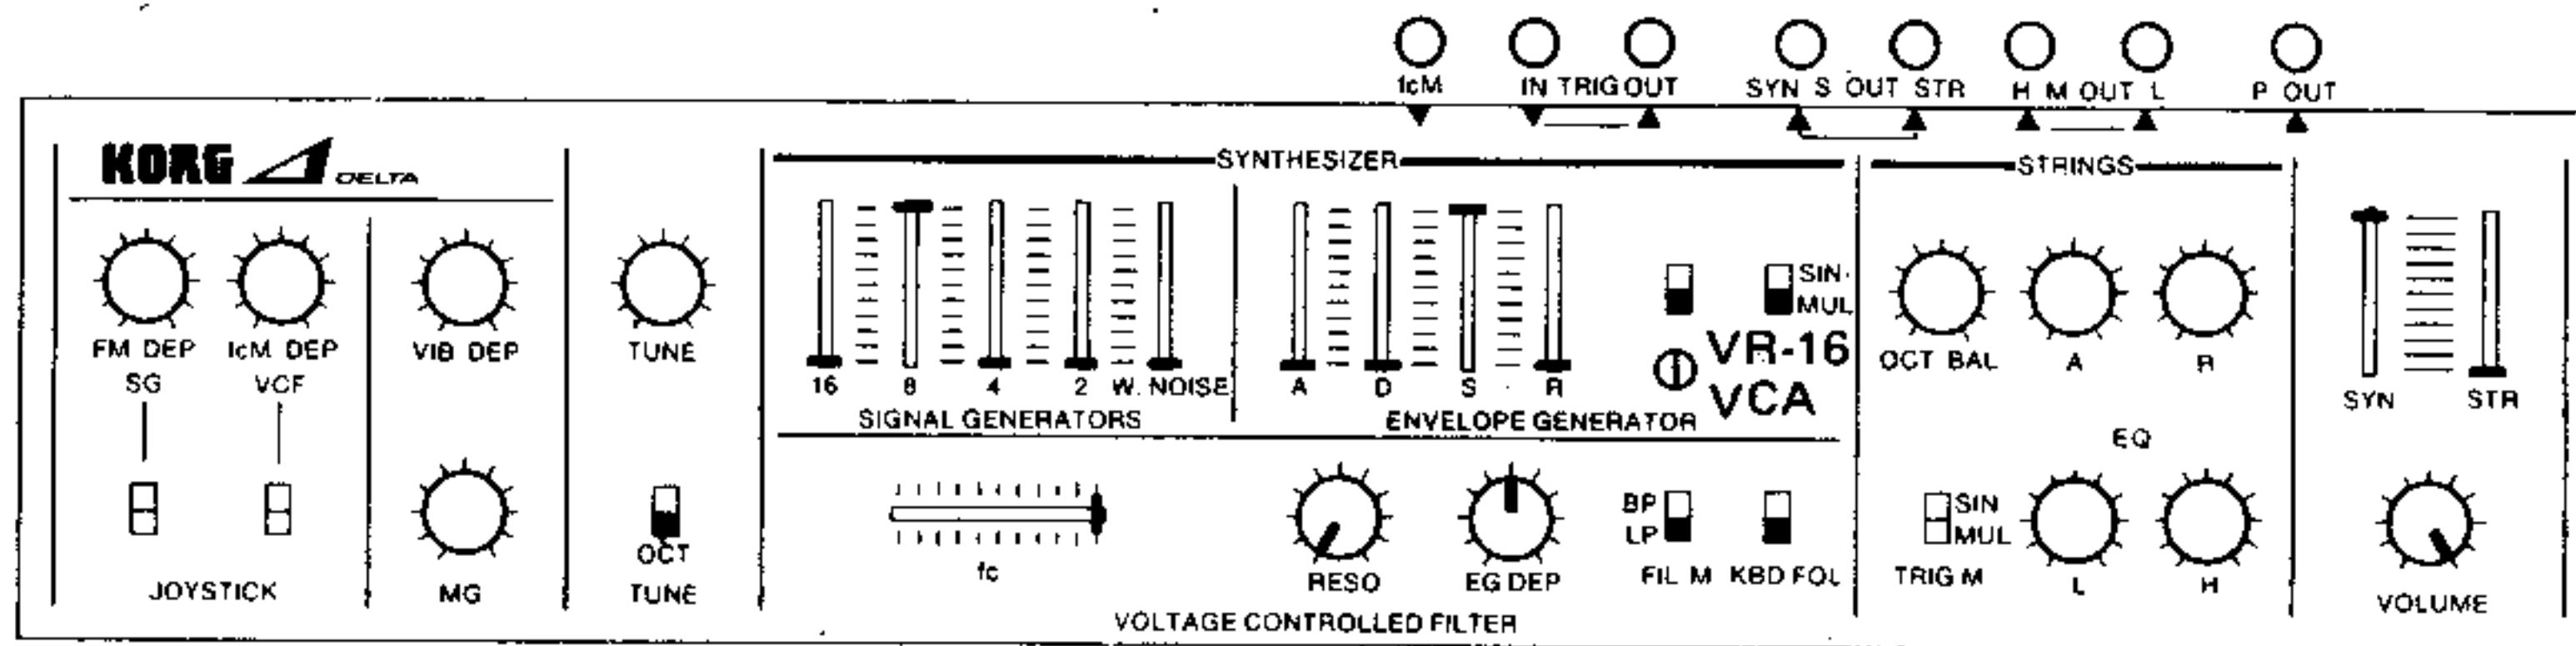 fcM IN TRIG OUT SYN S OUT STR H M OUT L P OUT
KORG DELTA
SYNTHESIZER
STRINGS
FM DEP fcM DEP VIB DEP TUNE
SG VCF
16 8 4 2 W. NOISE
SIGNAL GENERATORS
A D S R
ENVELOPE GENERATOR
SIN
MUL
① VR-16
VCA
OCT BAL A R
SYN STR
EQ
JOYSTICK
MG
OCT
TUNE
fc
RESO EG DEP
BP
LP
FIL M KBD FOL
VOLTAGE CONTROLLED FILTER
SIN
MUL
TRIG M L H
VOLUME